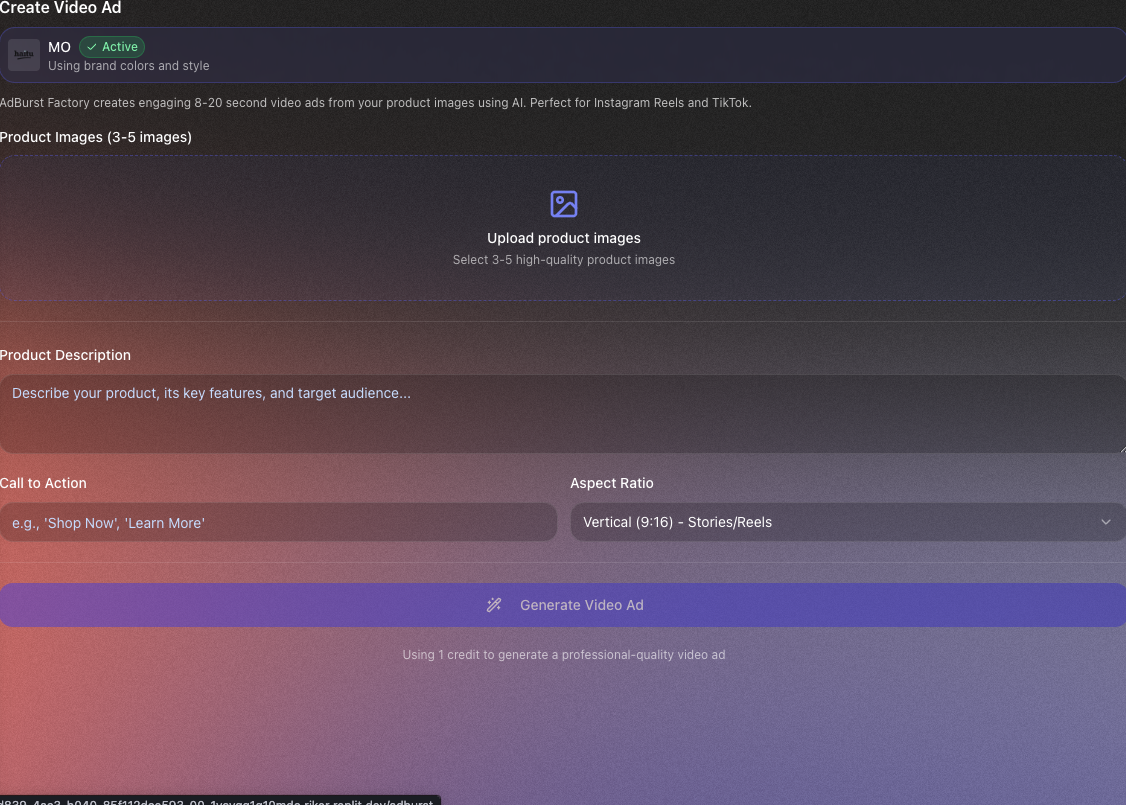 Create Video Ad
MO
Active
Using brand colors and style
AdBurst Factory creates engaging 8-20 second video ads from your product images using AI. Perfect for Instagram Reels and TikTok.
Product Images (3-5 images)
Upload product images
Select 3-5 high-quality product images
Product Description
Describe your product, its key features, and target audience...
Call to Action
Aspect Ratio
e.g., 'Shop Now', 'Learn More'
Vertical (9:16) - Stories/Reels
Generate Video Ad
Using 1 credit to generate a professional-quality video ad